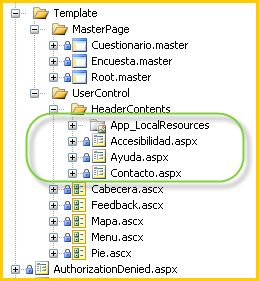 Template
MasterPage
Cuestionario.master
Encuesta.master
Root.master
UserControl
HeaderContents
App_LocalResources
Accesibilidad.aspx
Ayuda.aspx
Contacto.aspx
Cabecera.ascx
Feedback.ascx
Mapa.ascx
Menu.ascx
Pie.ascx
AuthorizationDenied.aspx